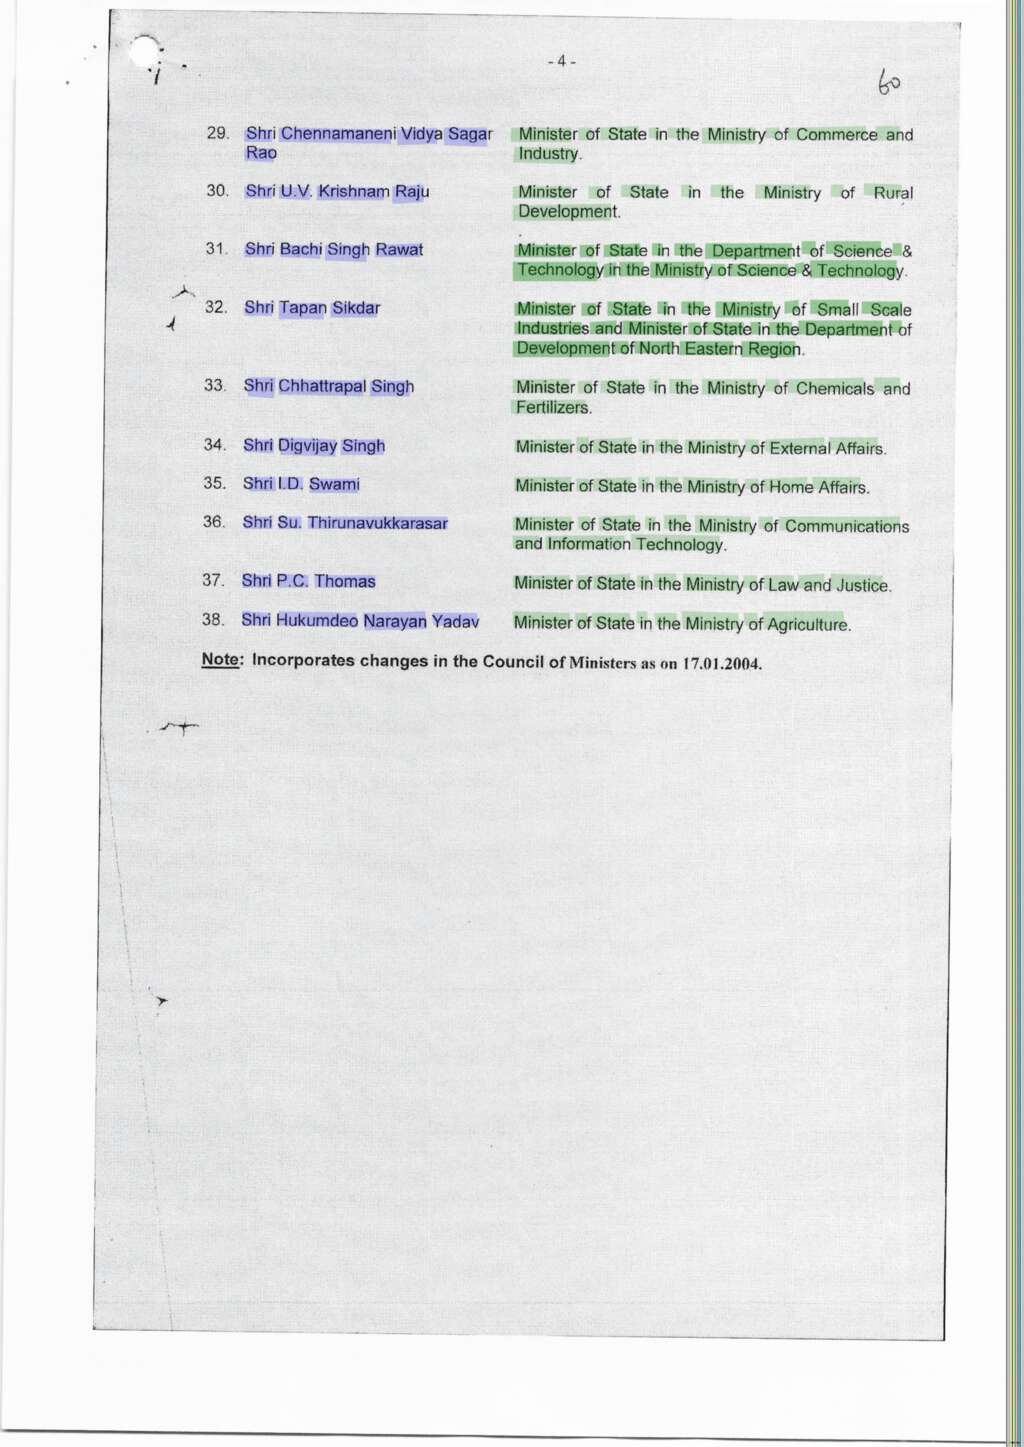 -4-
60
29. Shri Chennamaneni Vidya Sagar Minister of State in the Ministry of Commerce and
Rao Industry.
30. Shri U.V. Krishnam Raju Minister of State in the Ministry of Rural
Development.
31. Shri Bachi Singh Rawat Minister of State in the Department of Science &
Technology in the Ministry of Science & Technology.
32. Shri Tapan Sikdar Minister of State in the Ministry of Small Scale
Industries and Minister of State in the Department of
Development of North Eastern Region.
33. Shri Chhattrapal Singh Minister of State in the Ministry of Chemicals and
Fertilizers.
34. Shri Digvijay Singh Minister of State in the Ministry of External Affairs.
35. Shri I.D. Swami Minister of State in the Ministry of Home Affairs.
36. Shri Su. Thirunavukkarasar Minister of State in the Ministry of Communications
and Information Technology.
37. Shri P.C. Thomas Minister of State in the Ministry of Law and Justice.
38. Shri Hukumdeo Narayan Yadav Minister of State in the Ministry of Agriculture.
Note: Incorporates changes in the Council of Ministers as on 17.01.2004.